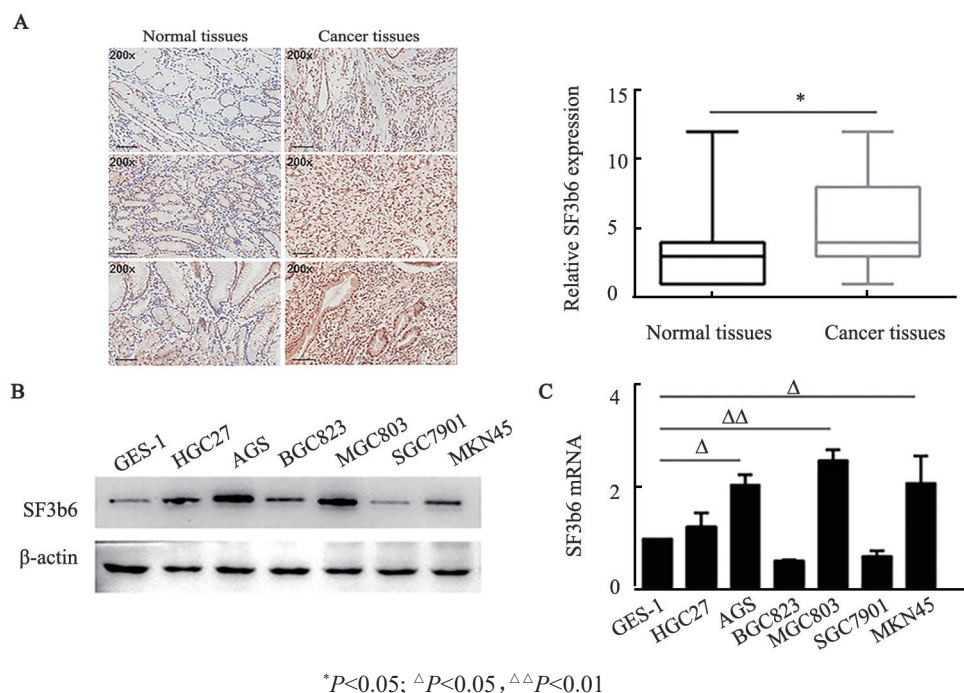 A
Normal tissues Cancer tissues
200x 200x
200x 200x
200x 200x
Relative SF3b6 expression
15
10
5
0
*
Normal tissues Cancer tissues
B
GES-1 HGC27 AGS BGC823 MGC803 SGC7901 MKN45
SF3b6
β-actin
C
SF3b6 mRNA
4
2
0
Δ
ΔΔ
Δ
GES-1 HGC27 AGS BGC823 MGC803 SGC7901 MKN45
*P<0.05; △P<0.05, △△P<0.01